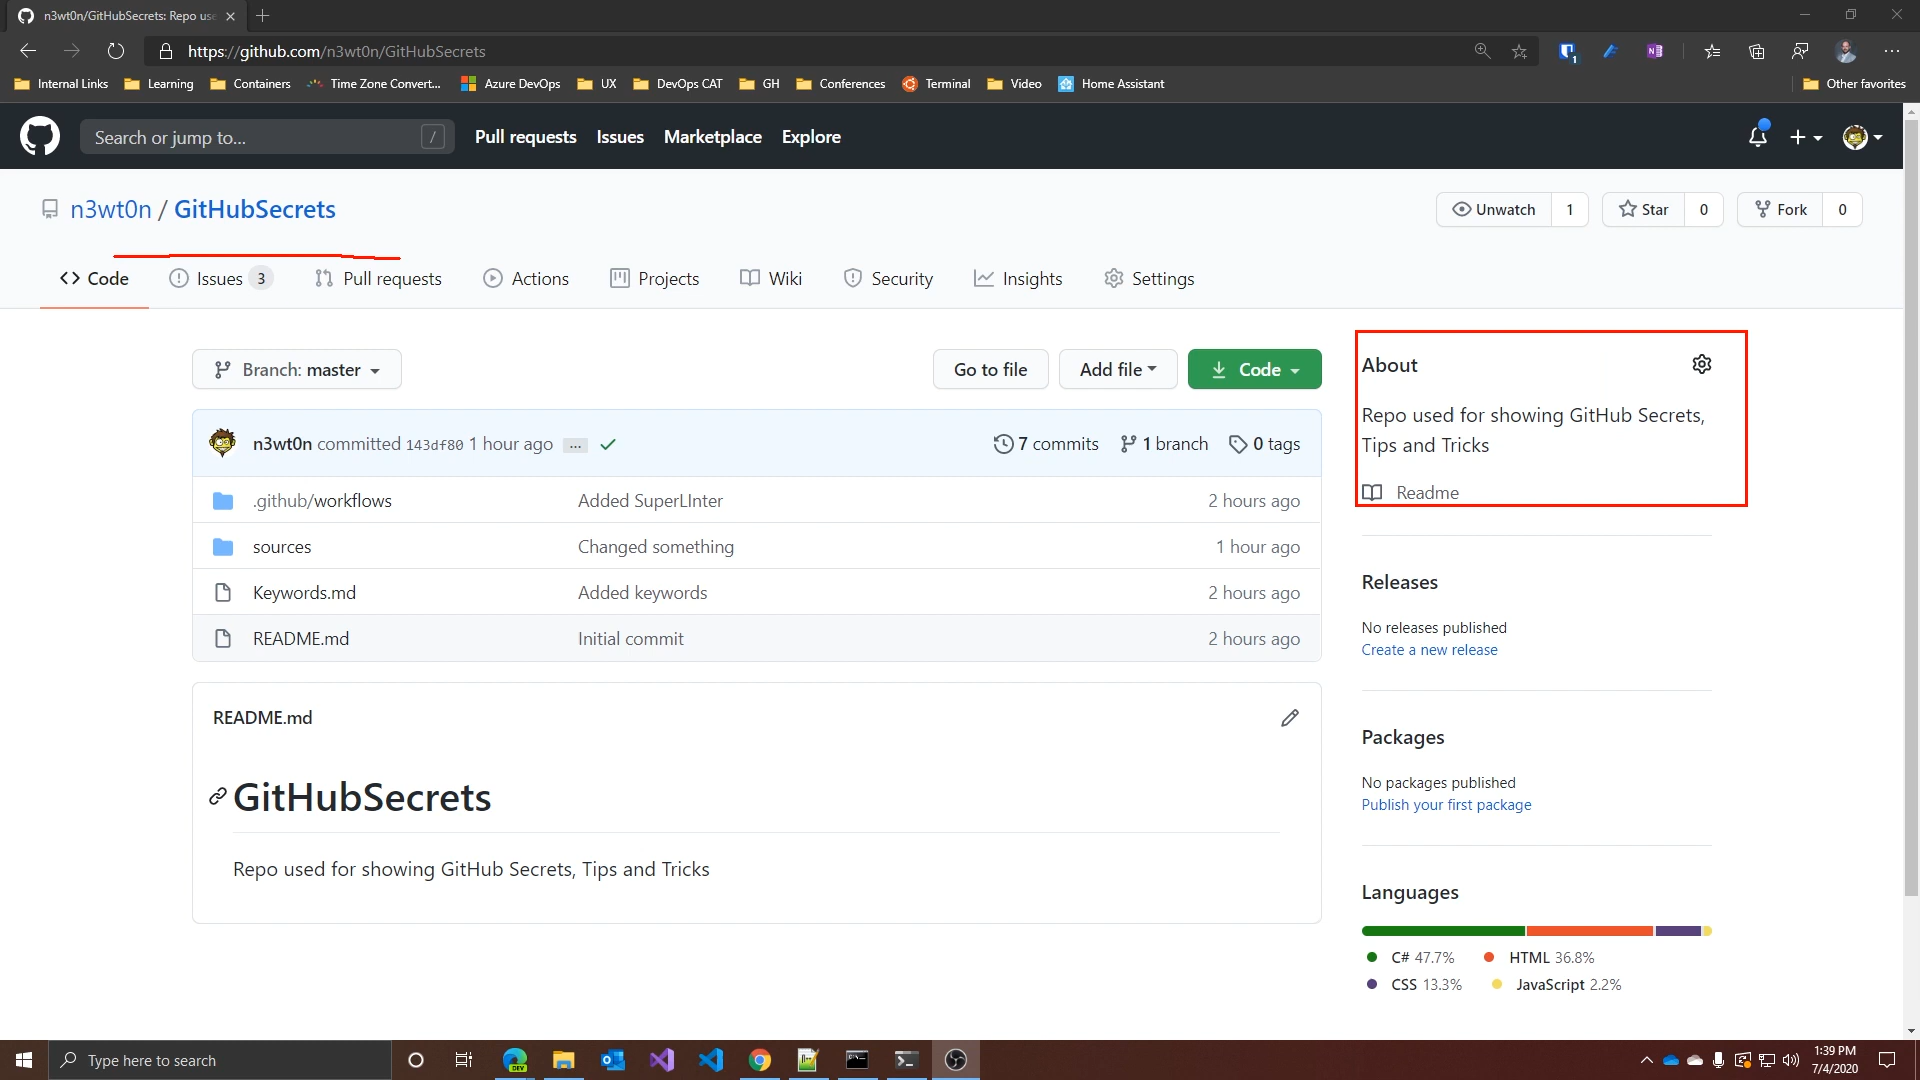 n3wt0n/GitHubSecrets: Repo use
https://github.com/n3wt0n/GitHubSecrets
1
Internal Links Learning Containers Time Zone Convert... Azure DevOps UX DevOps CAT GH Conferences Terminal Video Home Assistant Other favorites
Search or jump to... / Pull requests Issues Marketplace Explore
n3wt0n / GitHubSecrets
Unwatch 1 Star 0 Fork 0
Code Issues 3 Pull requests Actions Projects Wiki Security Insights Settings
Branch: master Go to file Add file Code
n3wt0n committed 143df80 1 hour ago ... 7 commits 1 branch 0 tags
.github/workflows Added SuperLInter 2 hours ago
sources Changed something 1 hour ago
Keywords.md Added keywords 2 hours ago
README.md Initial commit 2 hours ago
README.md
GitHubSecrets
Repo used for showing GitHub Secrets, Tips and Tricks
About
Repo used for showing GitHub Secrets,
Tips and Tricks
Readme
Releases
No releases published
Create a new release
Packages
No packages published
Publish your first package
Languages
C# 47.7% HTML 36.8%
CSS 13.3% JavaScript 2.2%
Type here to search
DEV
1:39 PM
7/4/2020